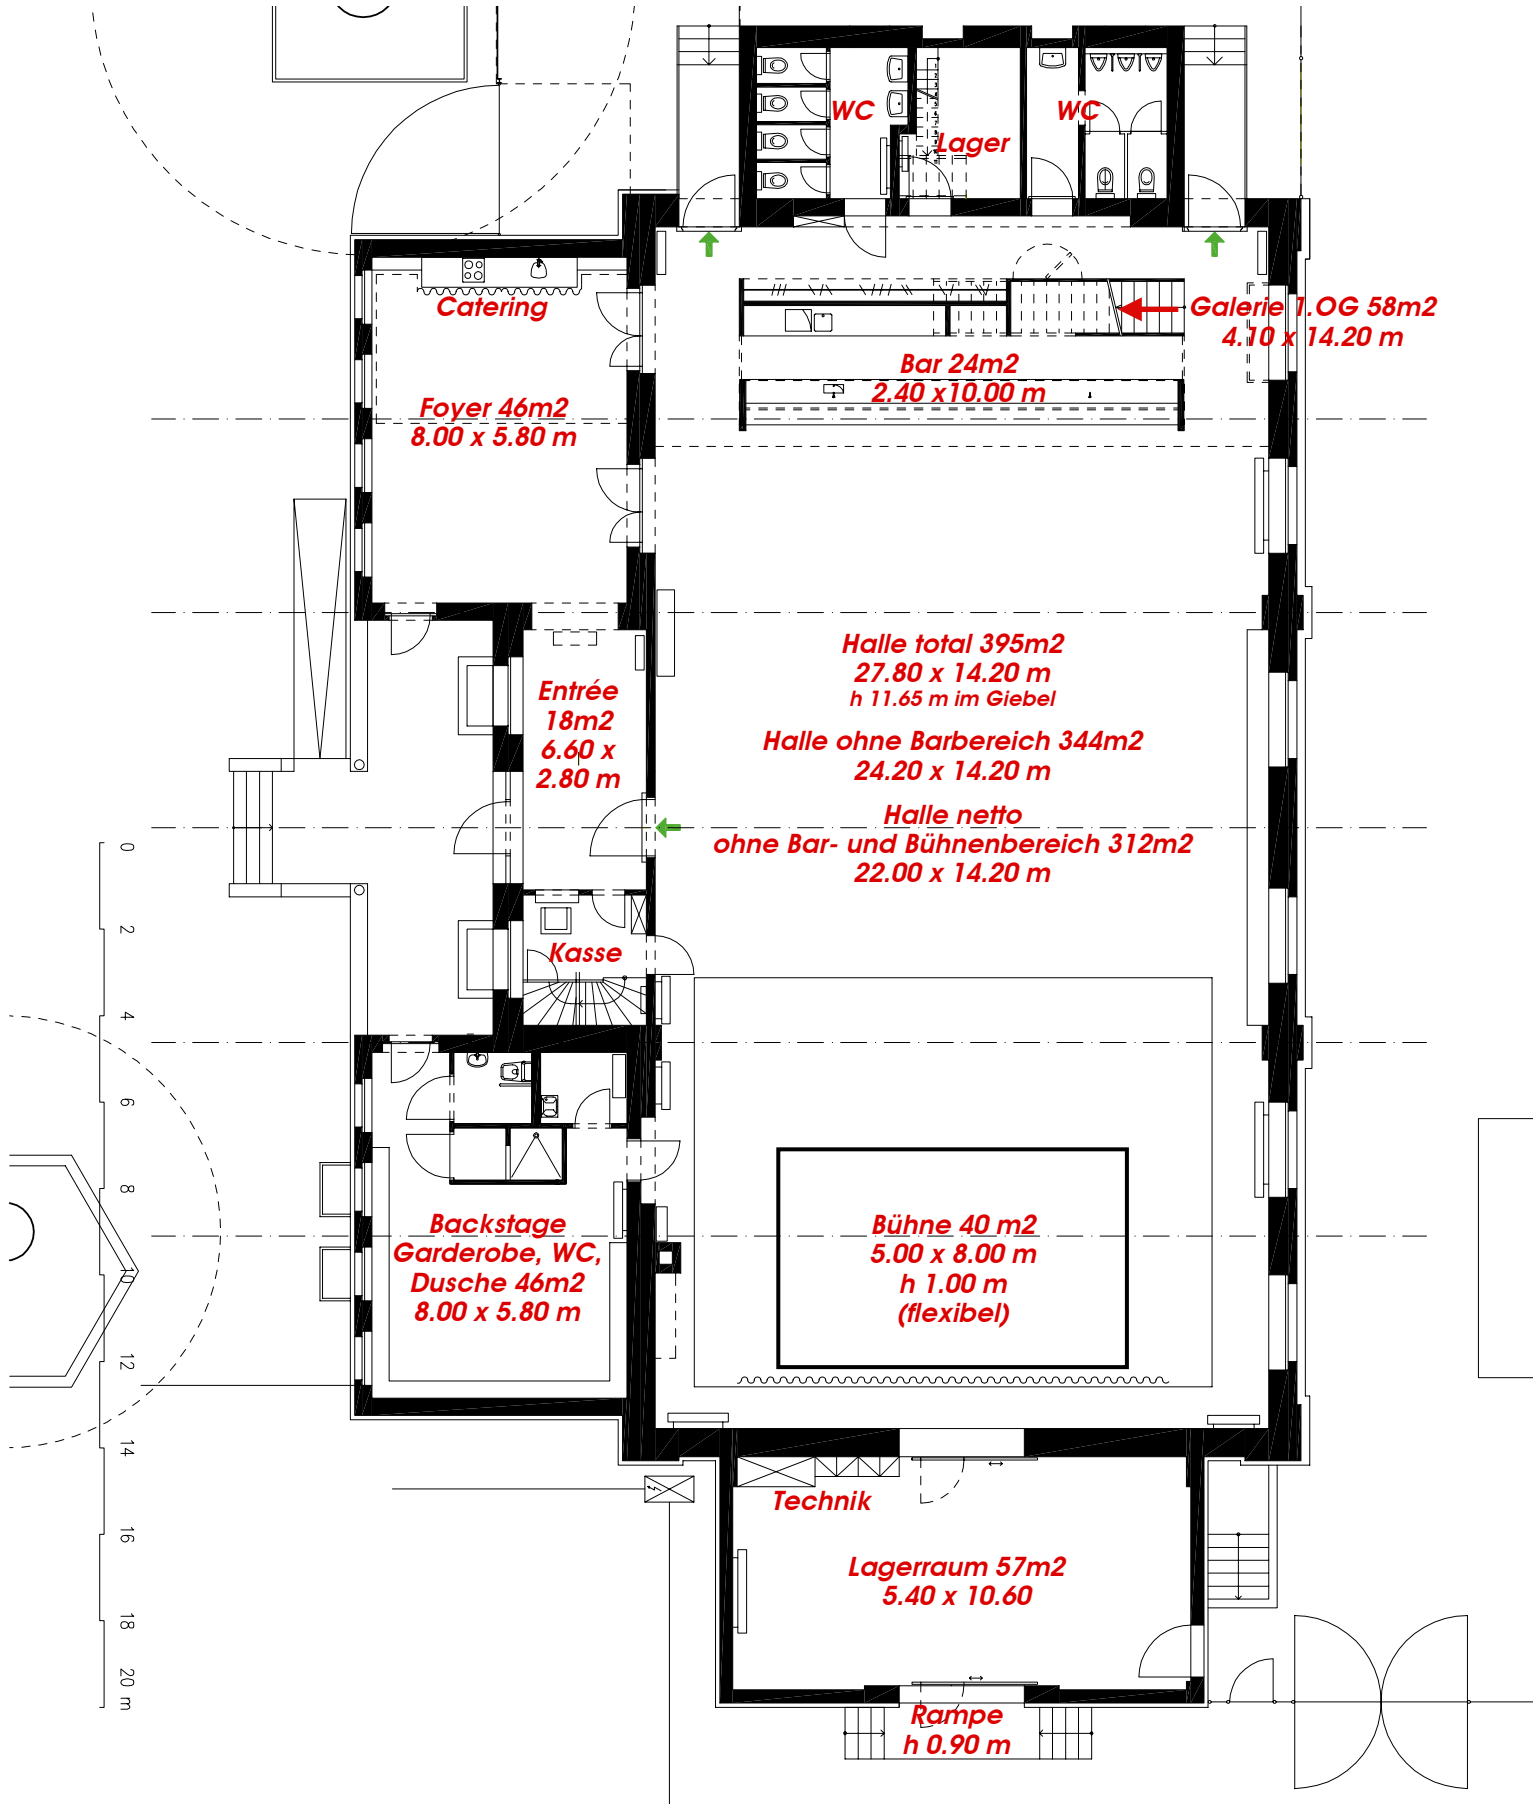 WC
WC
Lager
Catering
Galerie 1.OG 58m2
4.10 x 14.20 m
Bar 24m2
2.40 x10.00 m
Foyer 46m2
8.00 x 5.80 m
Halle total 395m2
27.80 x 14.20 m
h 11.65 m im Giebel
Entrée
18m2
6.60 x
2.80 m
Halle ohne Barbereich 344m2
24.20 x 14.20 m
Halle netto
ohne Bar- und Bühnenbereich 312m2
22.00 x 14.20 m
Kasse
0
2
4
6
8
10
12
14
16
18
20 m
Backstage
Garderobe, WC,
Dusche 46m2
8.00 x 5.80 m
Bühne 40 m2
5.00 x 8.00 m
h 1.00 m
(flexibel)
Technik
Lagerraum 57m2
5.40 x 10.60
Rampe
h 0.90 m